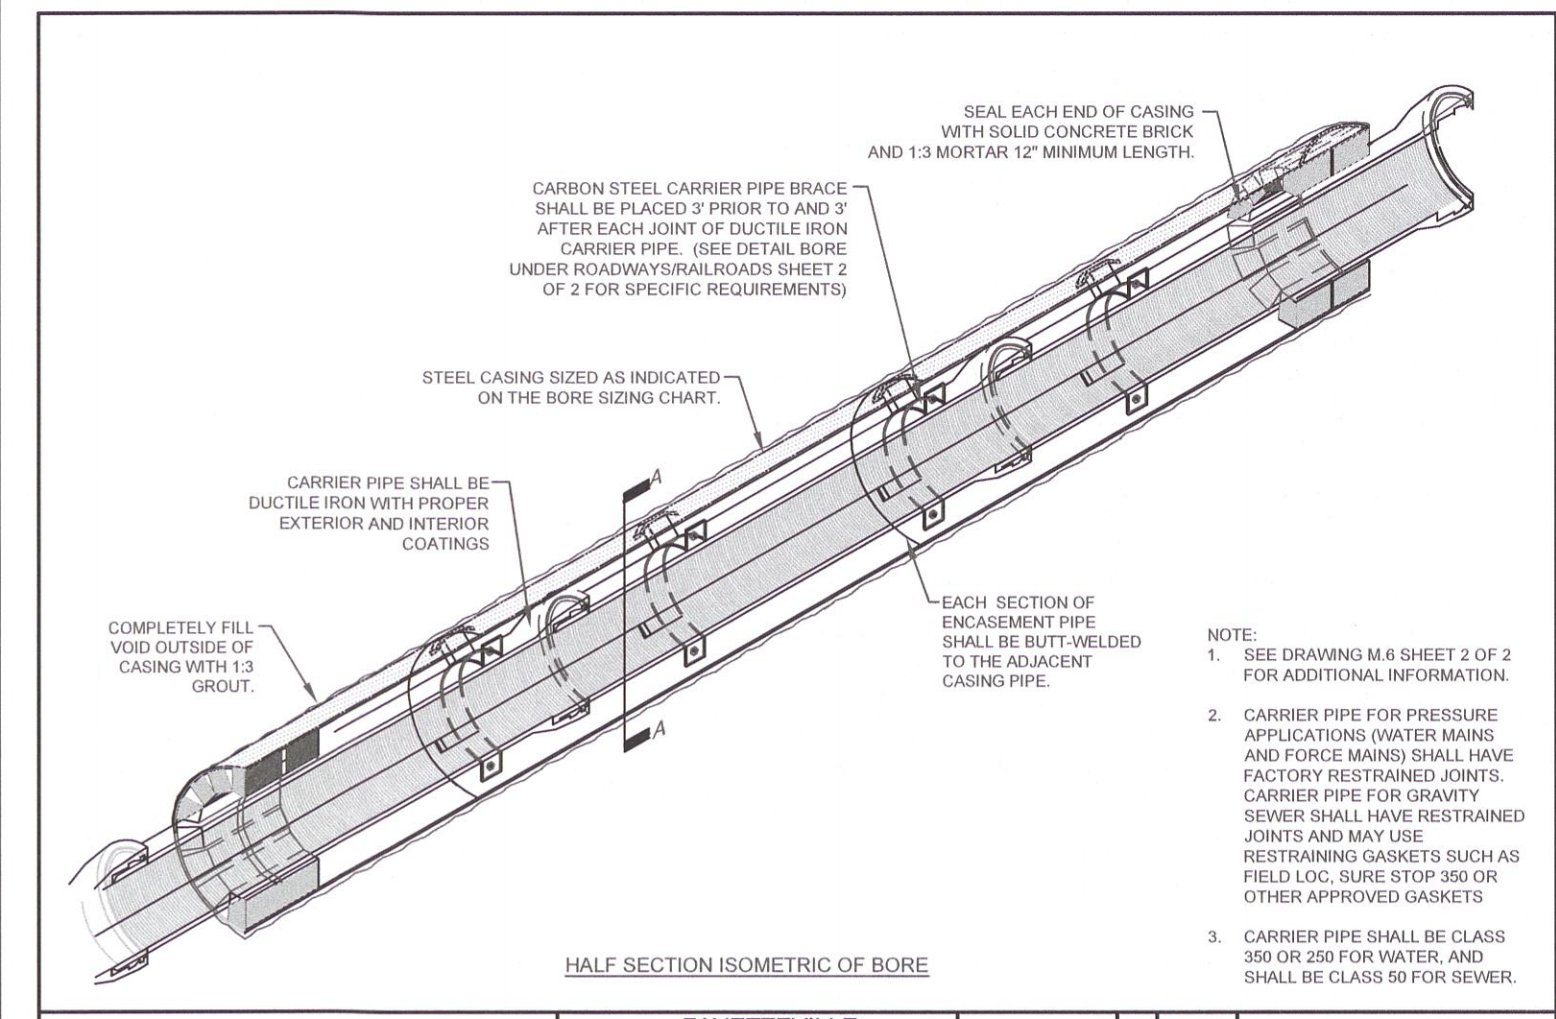 SEAL EACH END OF CASING
WITH SOLID CONCRETE BRICK
AND 1:3 MORTAR 12" MINIMUM LENGTH.
CARBON STEEL CARRIER PIPE BRACE
SHALL BE PLACED 3' PRIOR TO AND 3'
AFTER EACH JOINT OF DUCTILE IRON
CARRIER PIPE. (SEE DETAIL BORE
UNDER ROADWAYS/RAILROADS SHEET 2
OF 2 FOR SPECIFIC REQUIREMENTS)
STEEL CASING SIZED AS INDICATED
ON THE BORE SIZING CHART.
CARRIER PIPE SHALL BE
DUCTILE IRON WITH PROPER
EXTERIOR AND INTERIOR
COATINGS
A
COMPLETELY FILL
VOID OUTSIDE OF
CASING WITH 1:3
GROUT.
A
EACH SECTION OF
ENCASEMENT PIPE
SHALL BE BUTT-WELDED
TO THE ADJACENT
CASING PIPE.
NOTE:
1. SEE DRAWING M.6 SHEET 2 OF 2
FOR ADDITIONAL INFORMATION.
2. CARRIER PIPE FOR PRESSURE
APPLICATIONS (WATER MAINS
AND FORCE MAINS) SHALL HAVE
FACTORY RESTRAINED JOINTS.
CARRIER PIPE FOR GRAVITY
SEWER SHALL HAVE RESTRAINED
JOINTS AND MAY USE
RESTRAINING GASKETS SUCH AS
FIELD LOC, SURE STOP 350 OR
OTHER APPROVED GASKETS
3. CARRIER PIPE SHALL BE CLASS
350 OR 250 FOR WATER, AND
SHALL BE CLASS 50 FOR SEWER.
HALF SECTION ISOMETRIC OF BORE